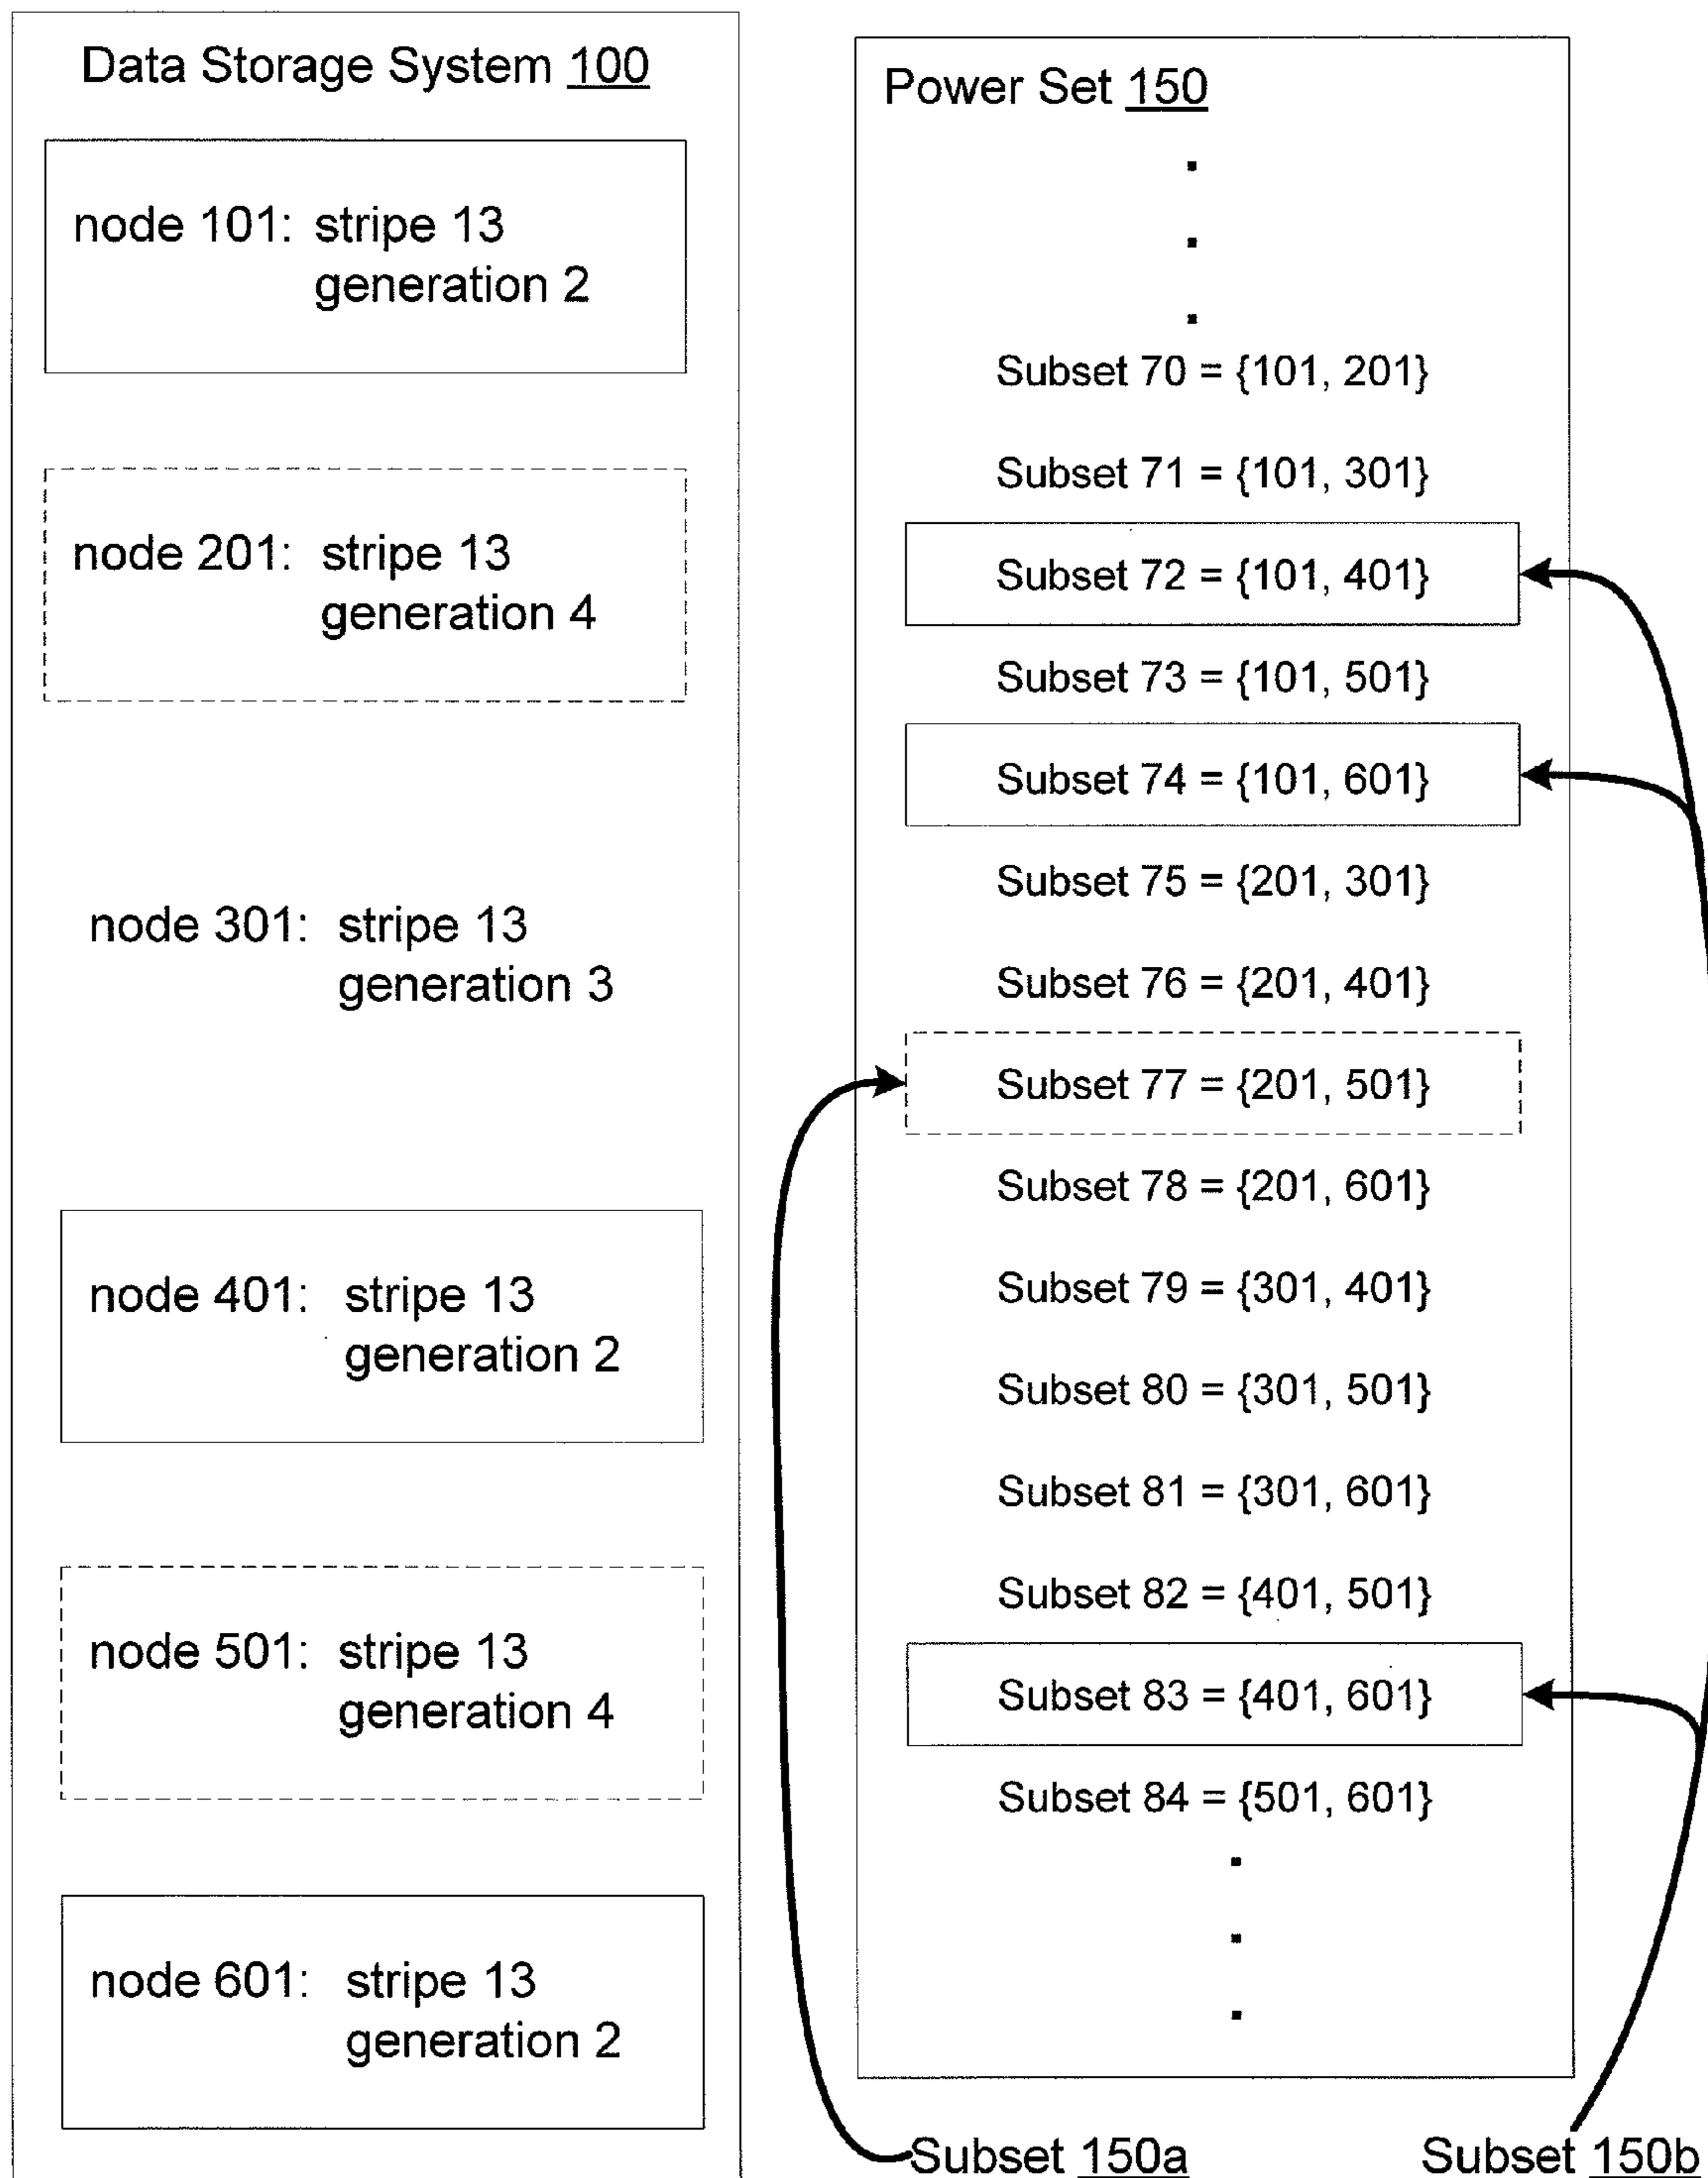 Data Storage System 100
node 101: stripe 13
generation 2
node 201: stripe 13
generation 4
node 301: stripe 13
generation 3
node 401: stripe 13
generation 2
node 501: stripe 13
generation 4
node 601: stripe 13
generation 2
Power Set 150
Subset 70 = {101, 201}
Subset 71 = {101, 301}
Subset 72 = {101, 401}
Subset 73 = {101, 501}
Subset 74 = {101, 601}
Subset 75 = {201, 301}
Subset 76 = {201, 401}
Subset 77 = {201, 501}
Subset 78 = {201, 601}
Subset 79 = {301, 401}
Subset 80 = {301, 501}
Subset 81 = {301, 601}
Subset 82 = {401, 501}
Subset 83 = {401, 601}
Subset 84 = {501, 601}
Subset 150a
Subset 150b